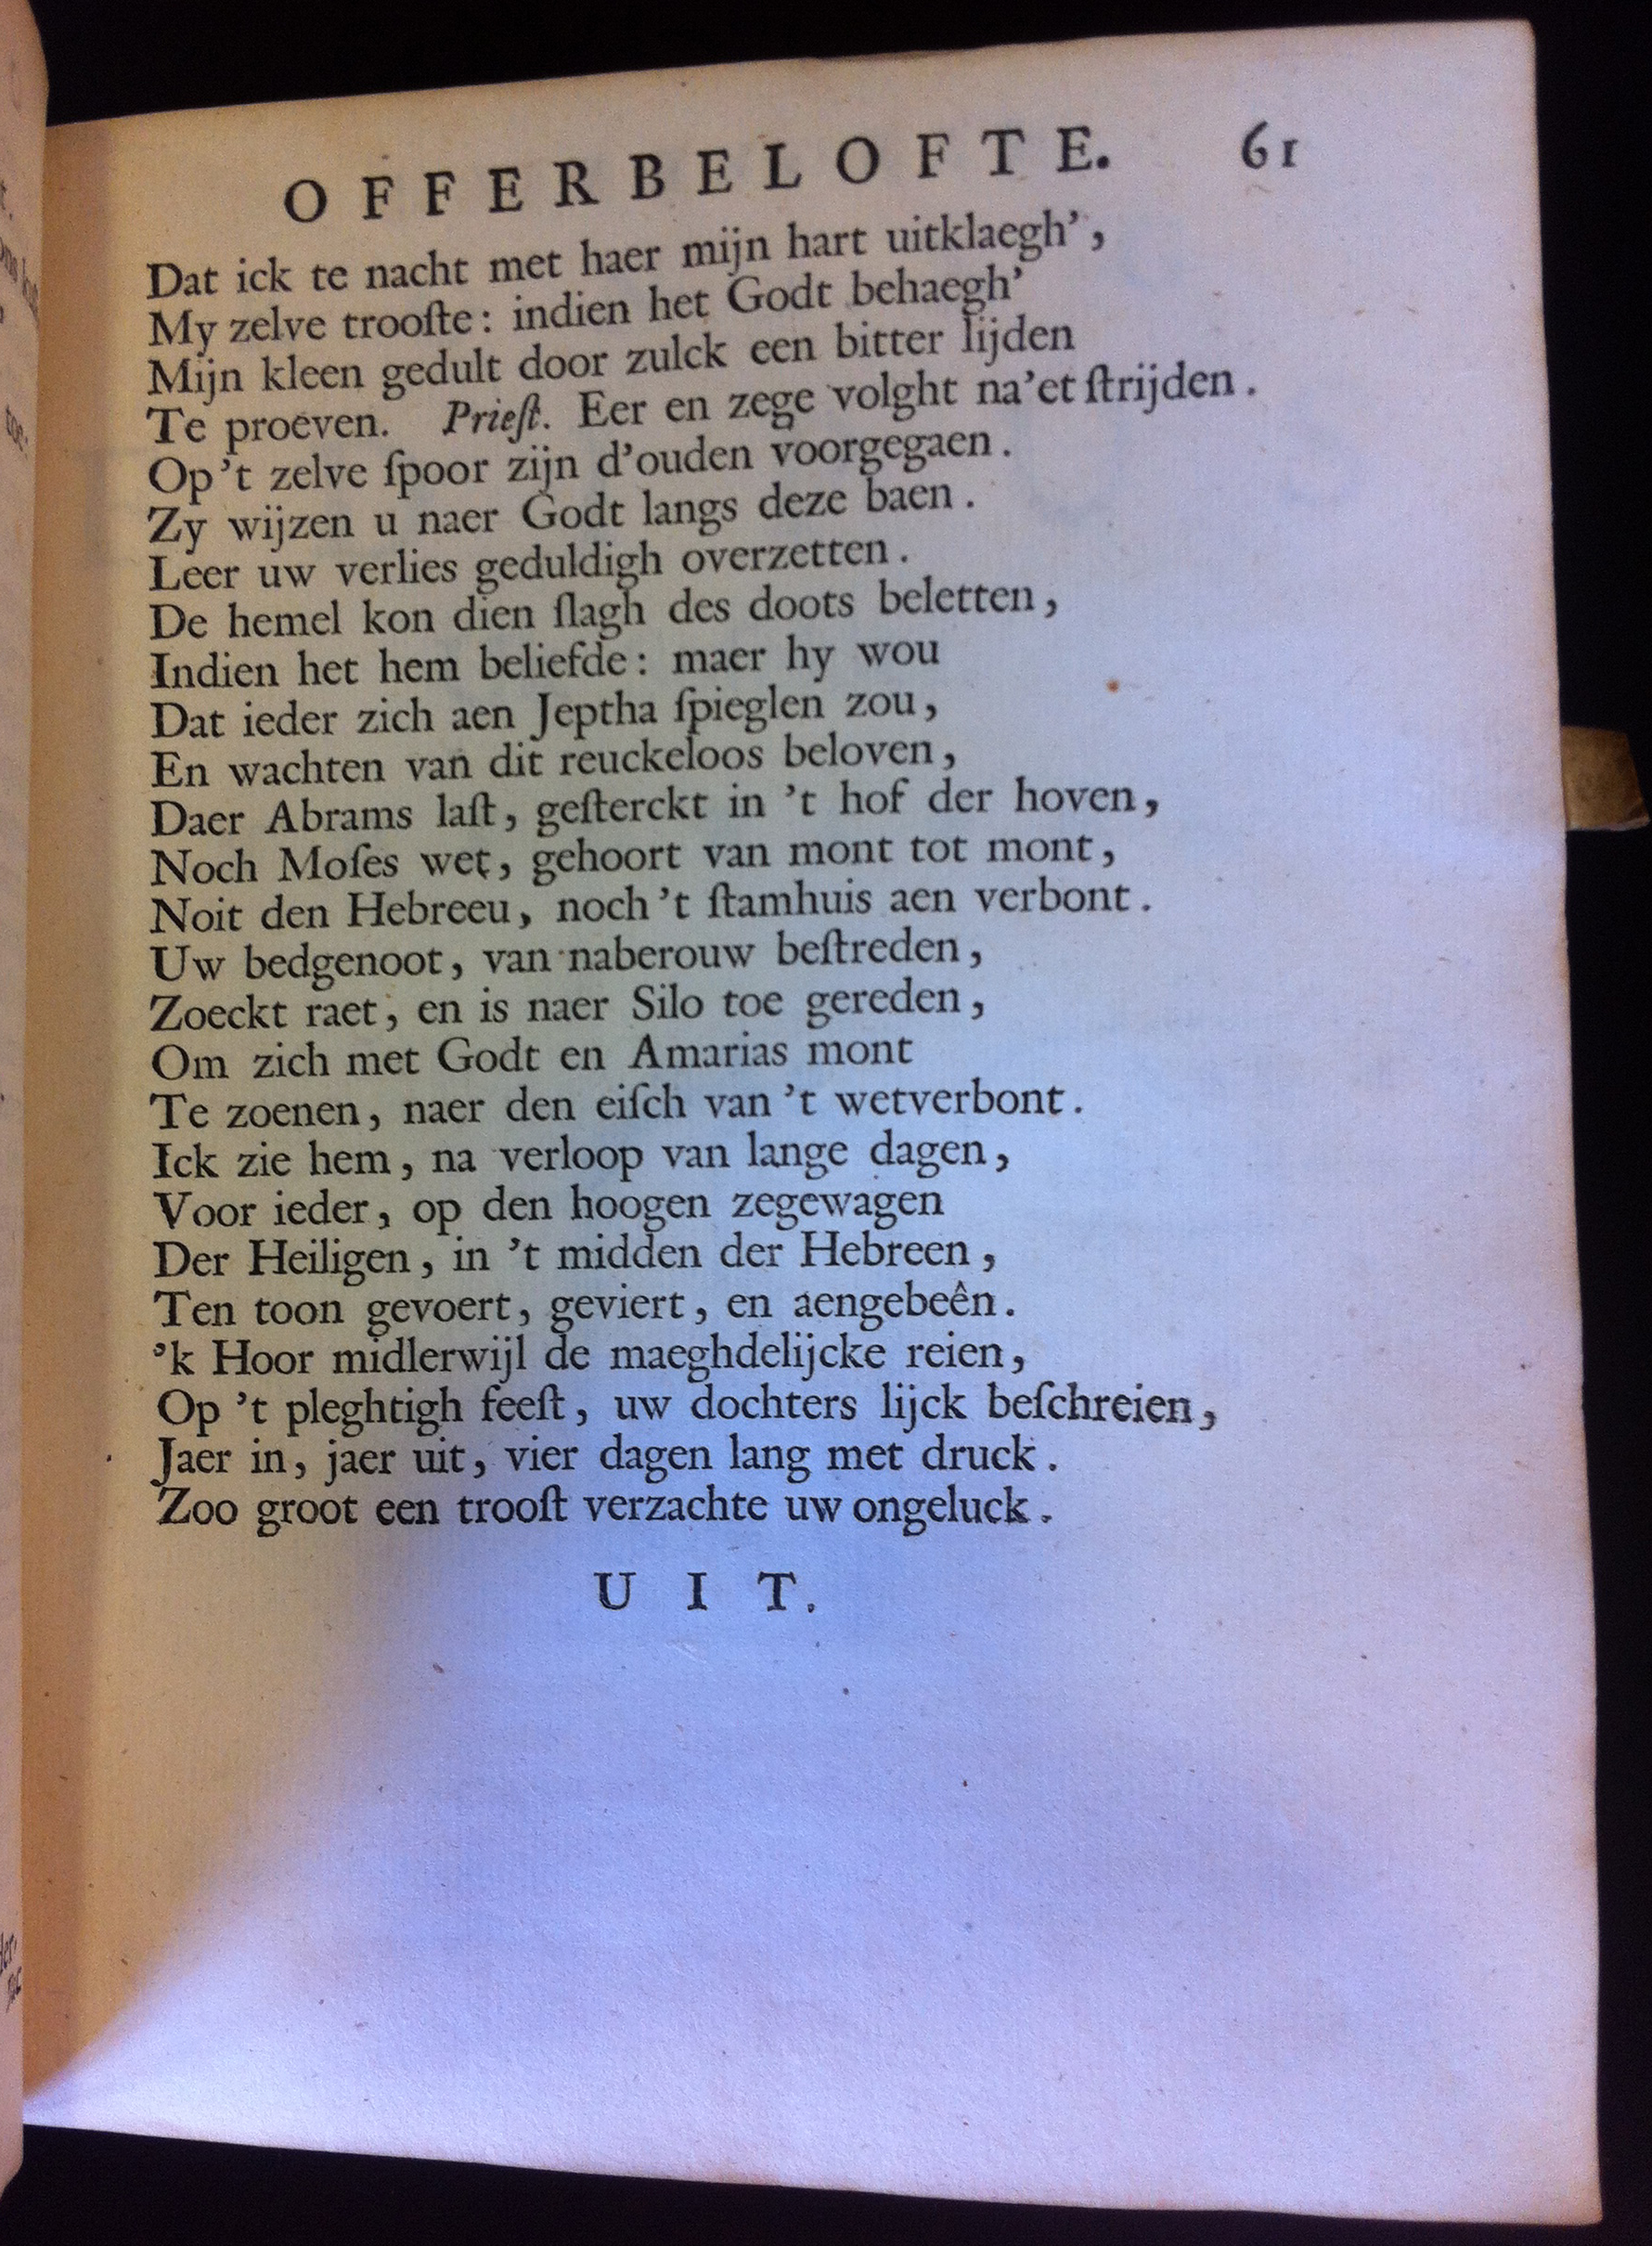 OFFERBELOFTE. 61
Dat ick te nacht met haer mijn hart uitklaegh',
My zelve trooſte: indien het Godt behaegh'
Mijn kleen gedult door zulck een bitter lijden
Te proeven. Prieſt. Eer en zege volght na'et ſtrijden.
Op 't zelve ſpoor zijn d'ouden voorgegaen.
Zy wijzen u naer Godt langs deze baen.
Leer uw verlies geduldigh overzetten.
De hemel kon dien ſlagh des doots beletten,
Indien het hem beliefde: maer hy wou
Dat ieder zich aen Jeptha ſpieglen zou,
En wachten van dit reuckeloos beloven,
Daer Abrams laſt, geſterckt in 't hof der hoven,
Noch Moſes wet, gehoort van mont tot mont,
Noit den Hebreeu, noch 't ſtamhuis aen verbont.
Uw bedgenoot, van naberouw beſtreden,
Zoeckt raet, en is naer Silo toe gereden,
Om zich met Godt en Amarias mont
Te zoenen, naer den eiſch van 't wetverbont.
Ick zie hem, na verloop van lange dagen,
Voor ieder, op den hoogen zegewagen
Der Heiligen, in 't midden der Hebreen,
Ten toon gevoert, geviert, en aengebeên.
'k Hoor midlerwijl de maeghdelijcke reien,
Op 't pleghtigh feeſt, uw dochters lijck beſchreien,
Jaer in, jaer uit, vier dagen lang met druck.
Zoo groot een trooſt verzachte uw ongeluck.
UIT.